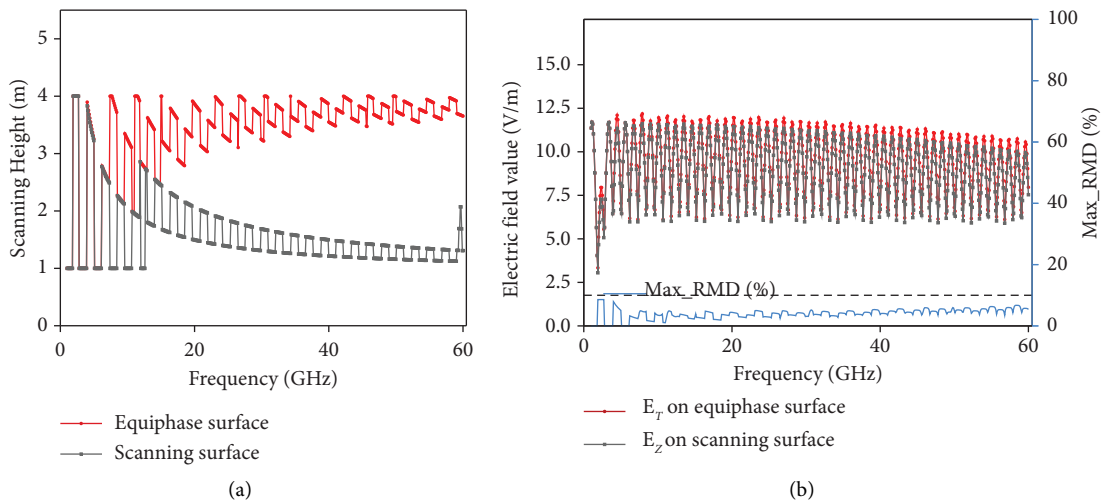 5
4
3
2
1
0
Scanning Height (m)
0
20
40
60
Frequency (GHz)
Equiphase surface
Scanning surface
(a)
15.0
12.5
10.0
7.5
5.0
2.5
0.0
Electric field value (V/m)
100
80
60
40
20
0
Max_RMD (%)
Max_RMD (%)
0
20
40
60
Frequency (GHz)
E_T on equiphase surface
E_Z on scanning surface
(b)